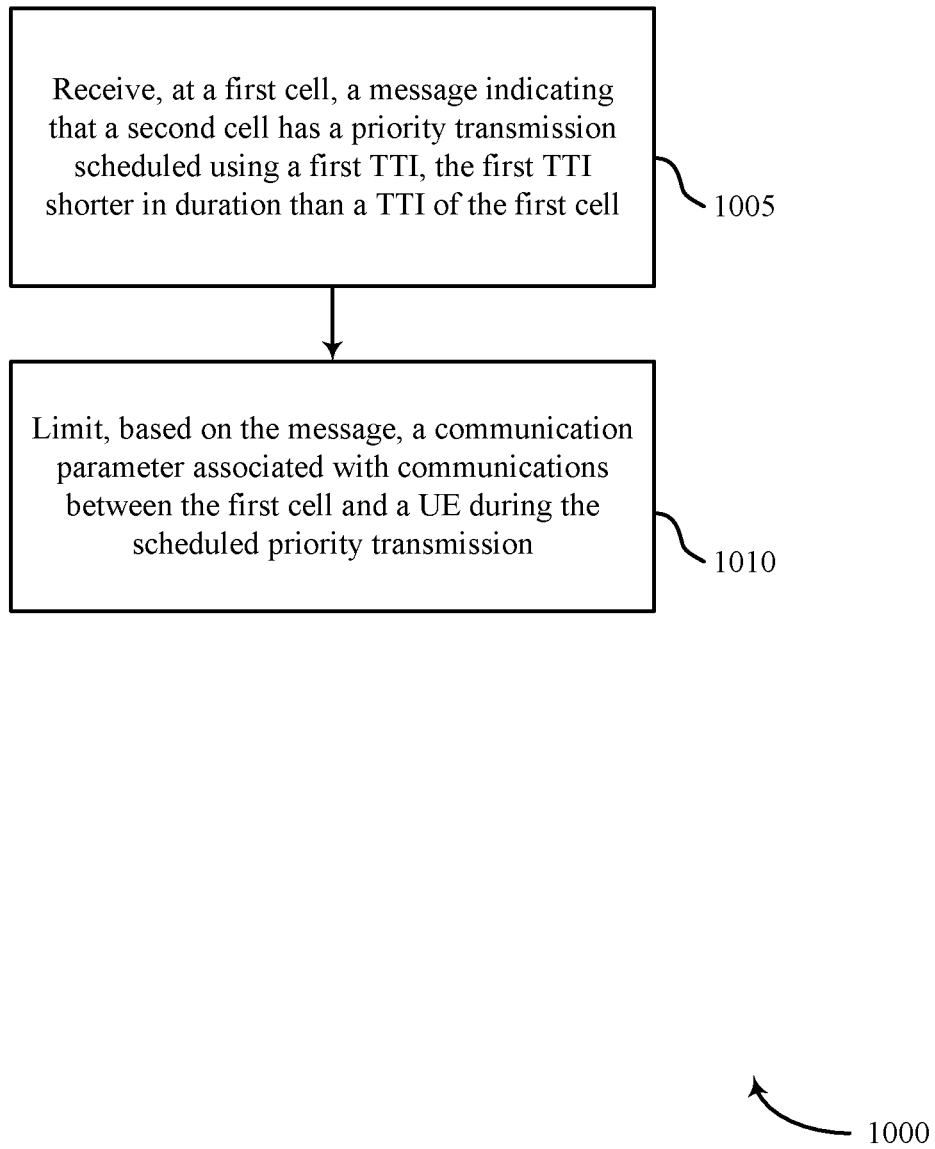 Receive, at a first cell, a message indicating
that a second cell has a priority transmission
scheduled using a first TTI, the first TTI
shorter in duration than a TTI of the first cell
1005
Limit, based on the message, a communication
parameter associated with communications
between the first cell and a UE during the
scheduled priority transmission
1010
1000